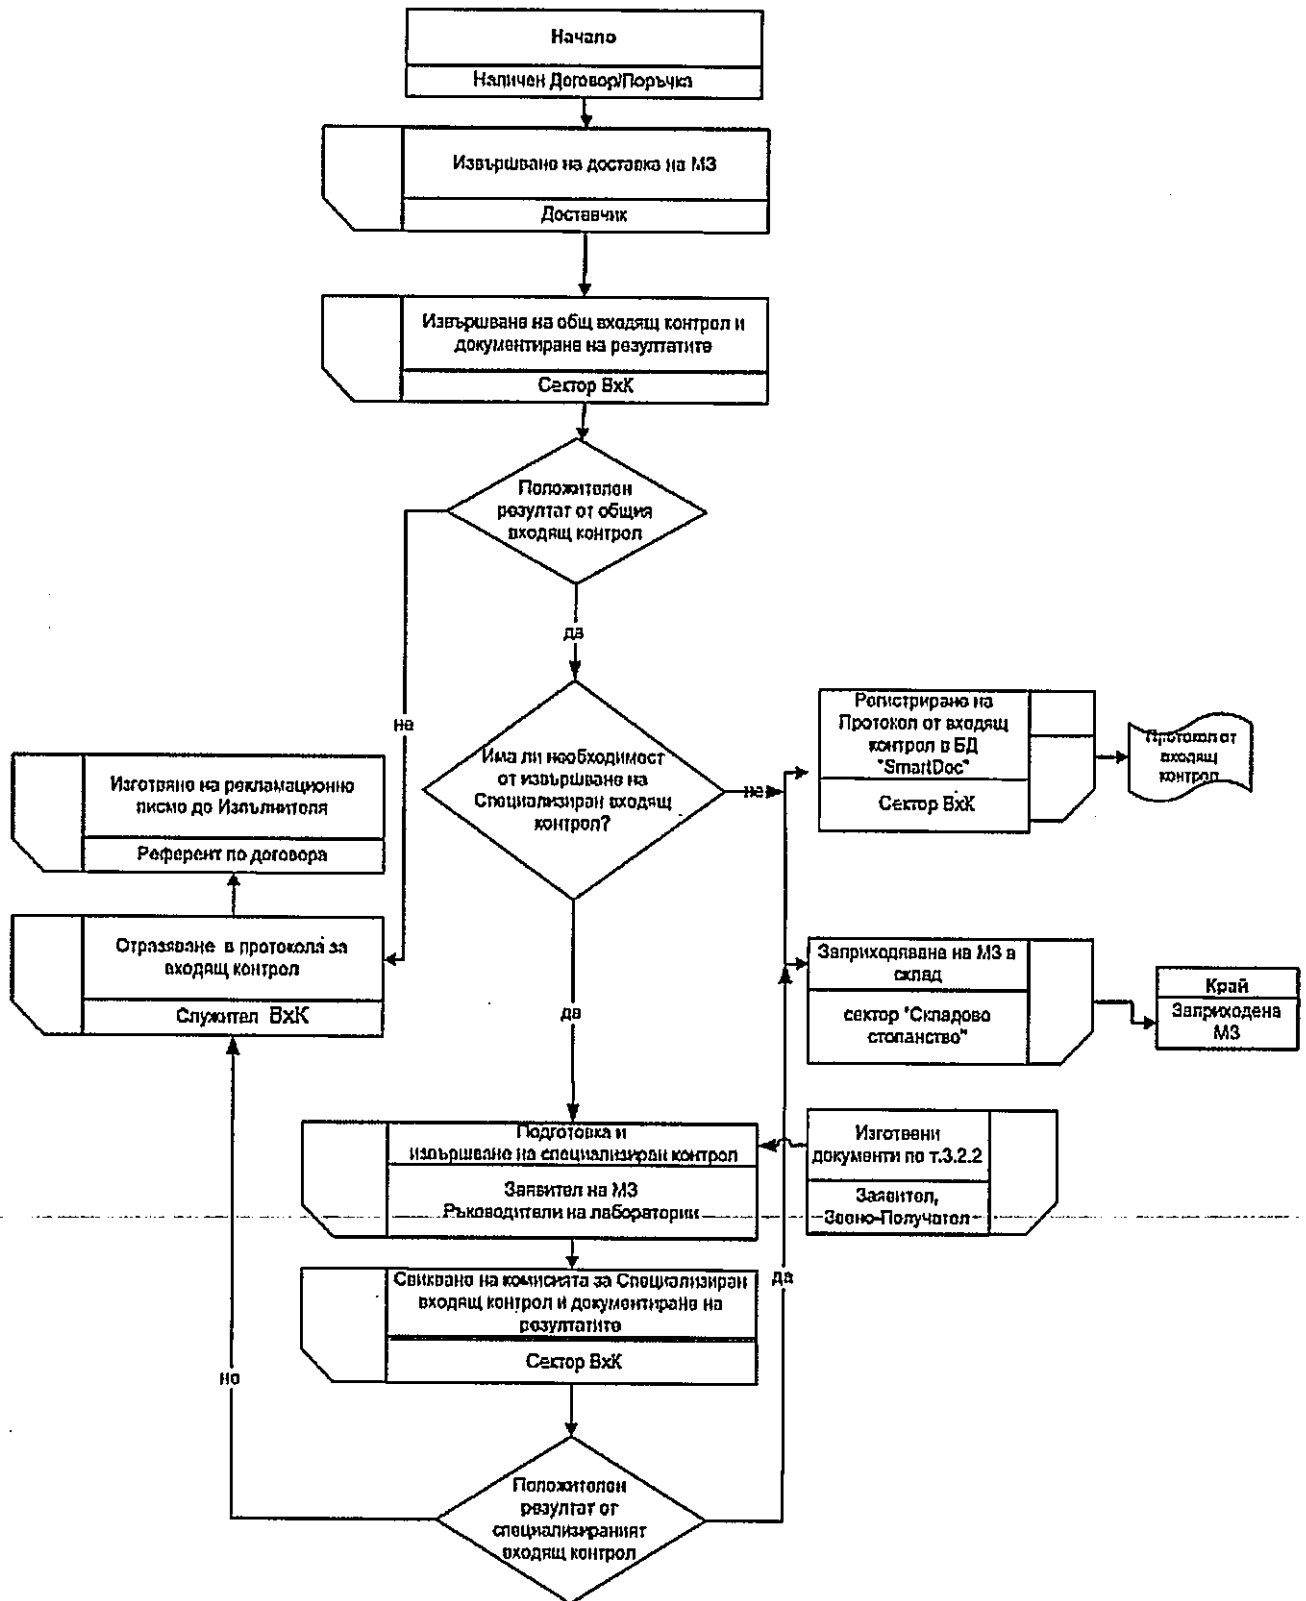 Начало
Наличен Договор/Поръчка
Извършване на доставка на МЗ
Доставчик
Извършване на общ входящ контрол и
документиране на резултатите
Сектор ВхК
Положителен
резултат от общия
входящ контрол
да
не
Има ли необходимост
от извършване на
Специализиран входящ
контрол?
не
Регистриране на
Протокол от входящ
контрол в БД
"SmartDoc"
Сектор ВхК
Протокол от
входящ
контрол
Изготвяне на рекламационно
писмо до Изпълнителя
Референт по договора
Отразяване в протокола за
входящ контрол
Служител ВхК
Заприходяване на МЗ в
склад
сектор "Складово
стопанство"
Край
Заприходена
МЗ
да
Подготовка и
извършване на специализиран контрол
Заявител на МЗ
Ръководители на лаборатории
Изготвени
документи по т.3.2.2
Заявител,
Звено-Получател
Свикване на комисията за Специализиран
входящ контрол и документиране на
резултатите
Сектор ВхК
да
не
Положителен
резултат от
специализираният
входящ контрол